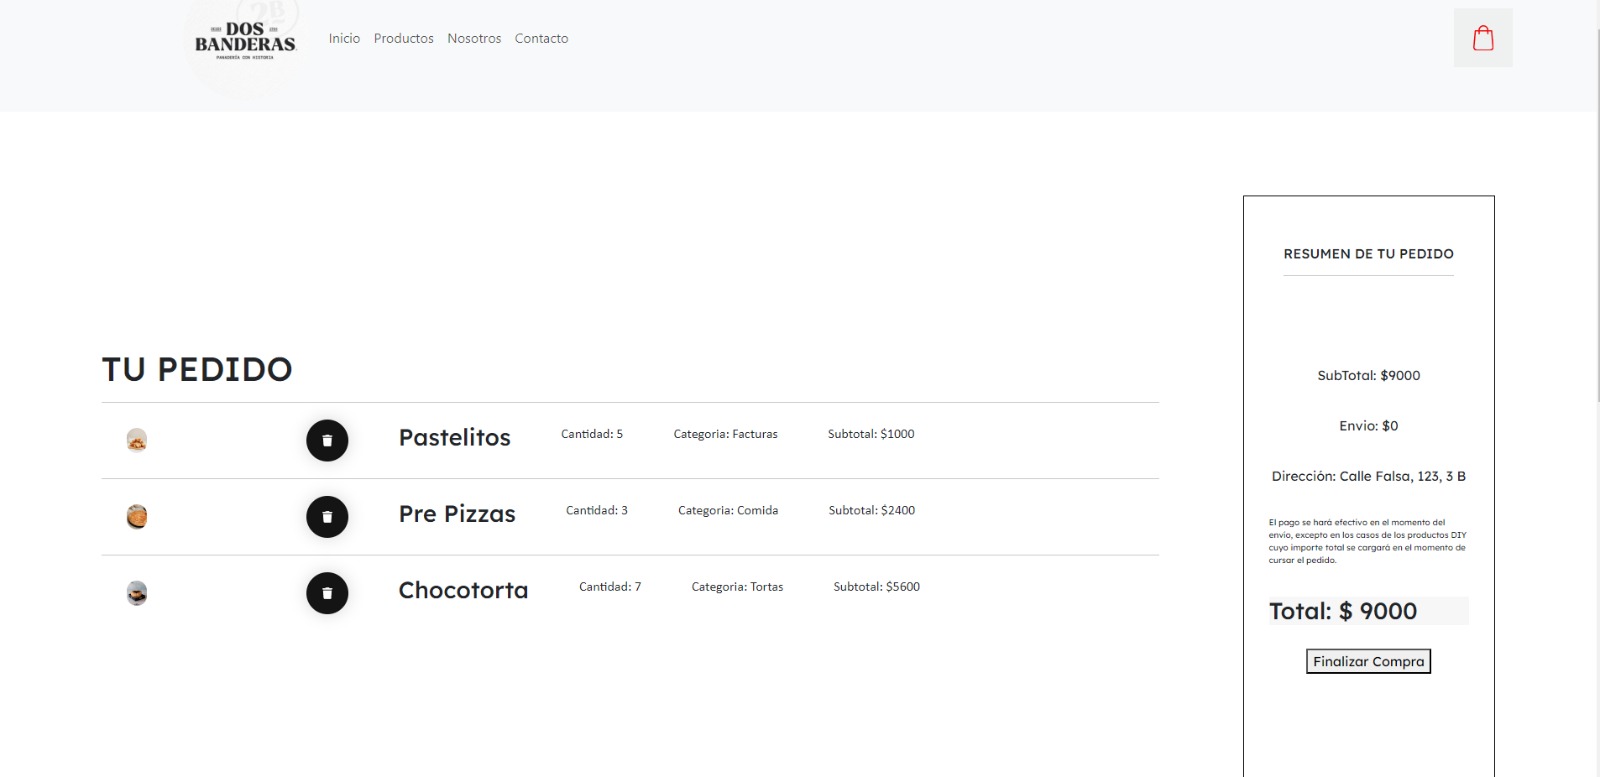 2B
DOS
BANDERAS
PANADERÍA CON HISTORIA
Inicio Productos Nosotros Contacto
RESUMEN DE TU PEDIDO
SubTotal: $9000
Envio: $0
Dirección: Calle Falsa, 123, 3 B
El pago se hará efectivo en el momento del
envio, excepto en los casos de los productos DIY
cuyo importe total se cargará en el momento de
cursar el pedido.
Total: $ 9000
Finalizar Compra
TU PEDIDO
Pastelitos Cantidad: 5 Categoria: Facturas Subtotal: $1000
Pre Pizzas Cantidad: 3 Categoria: Comida Subtotal: $2400
Chocotorta Cantidad: 7 Categoria: Tortas Subtotal: $5600